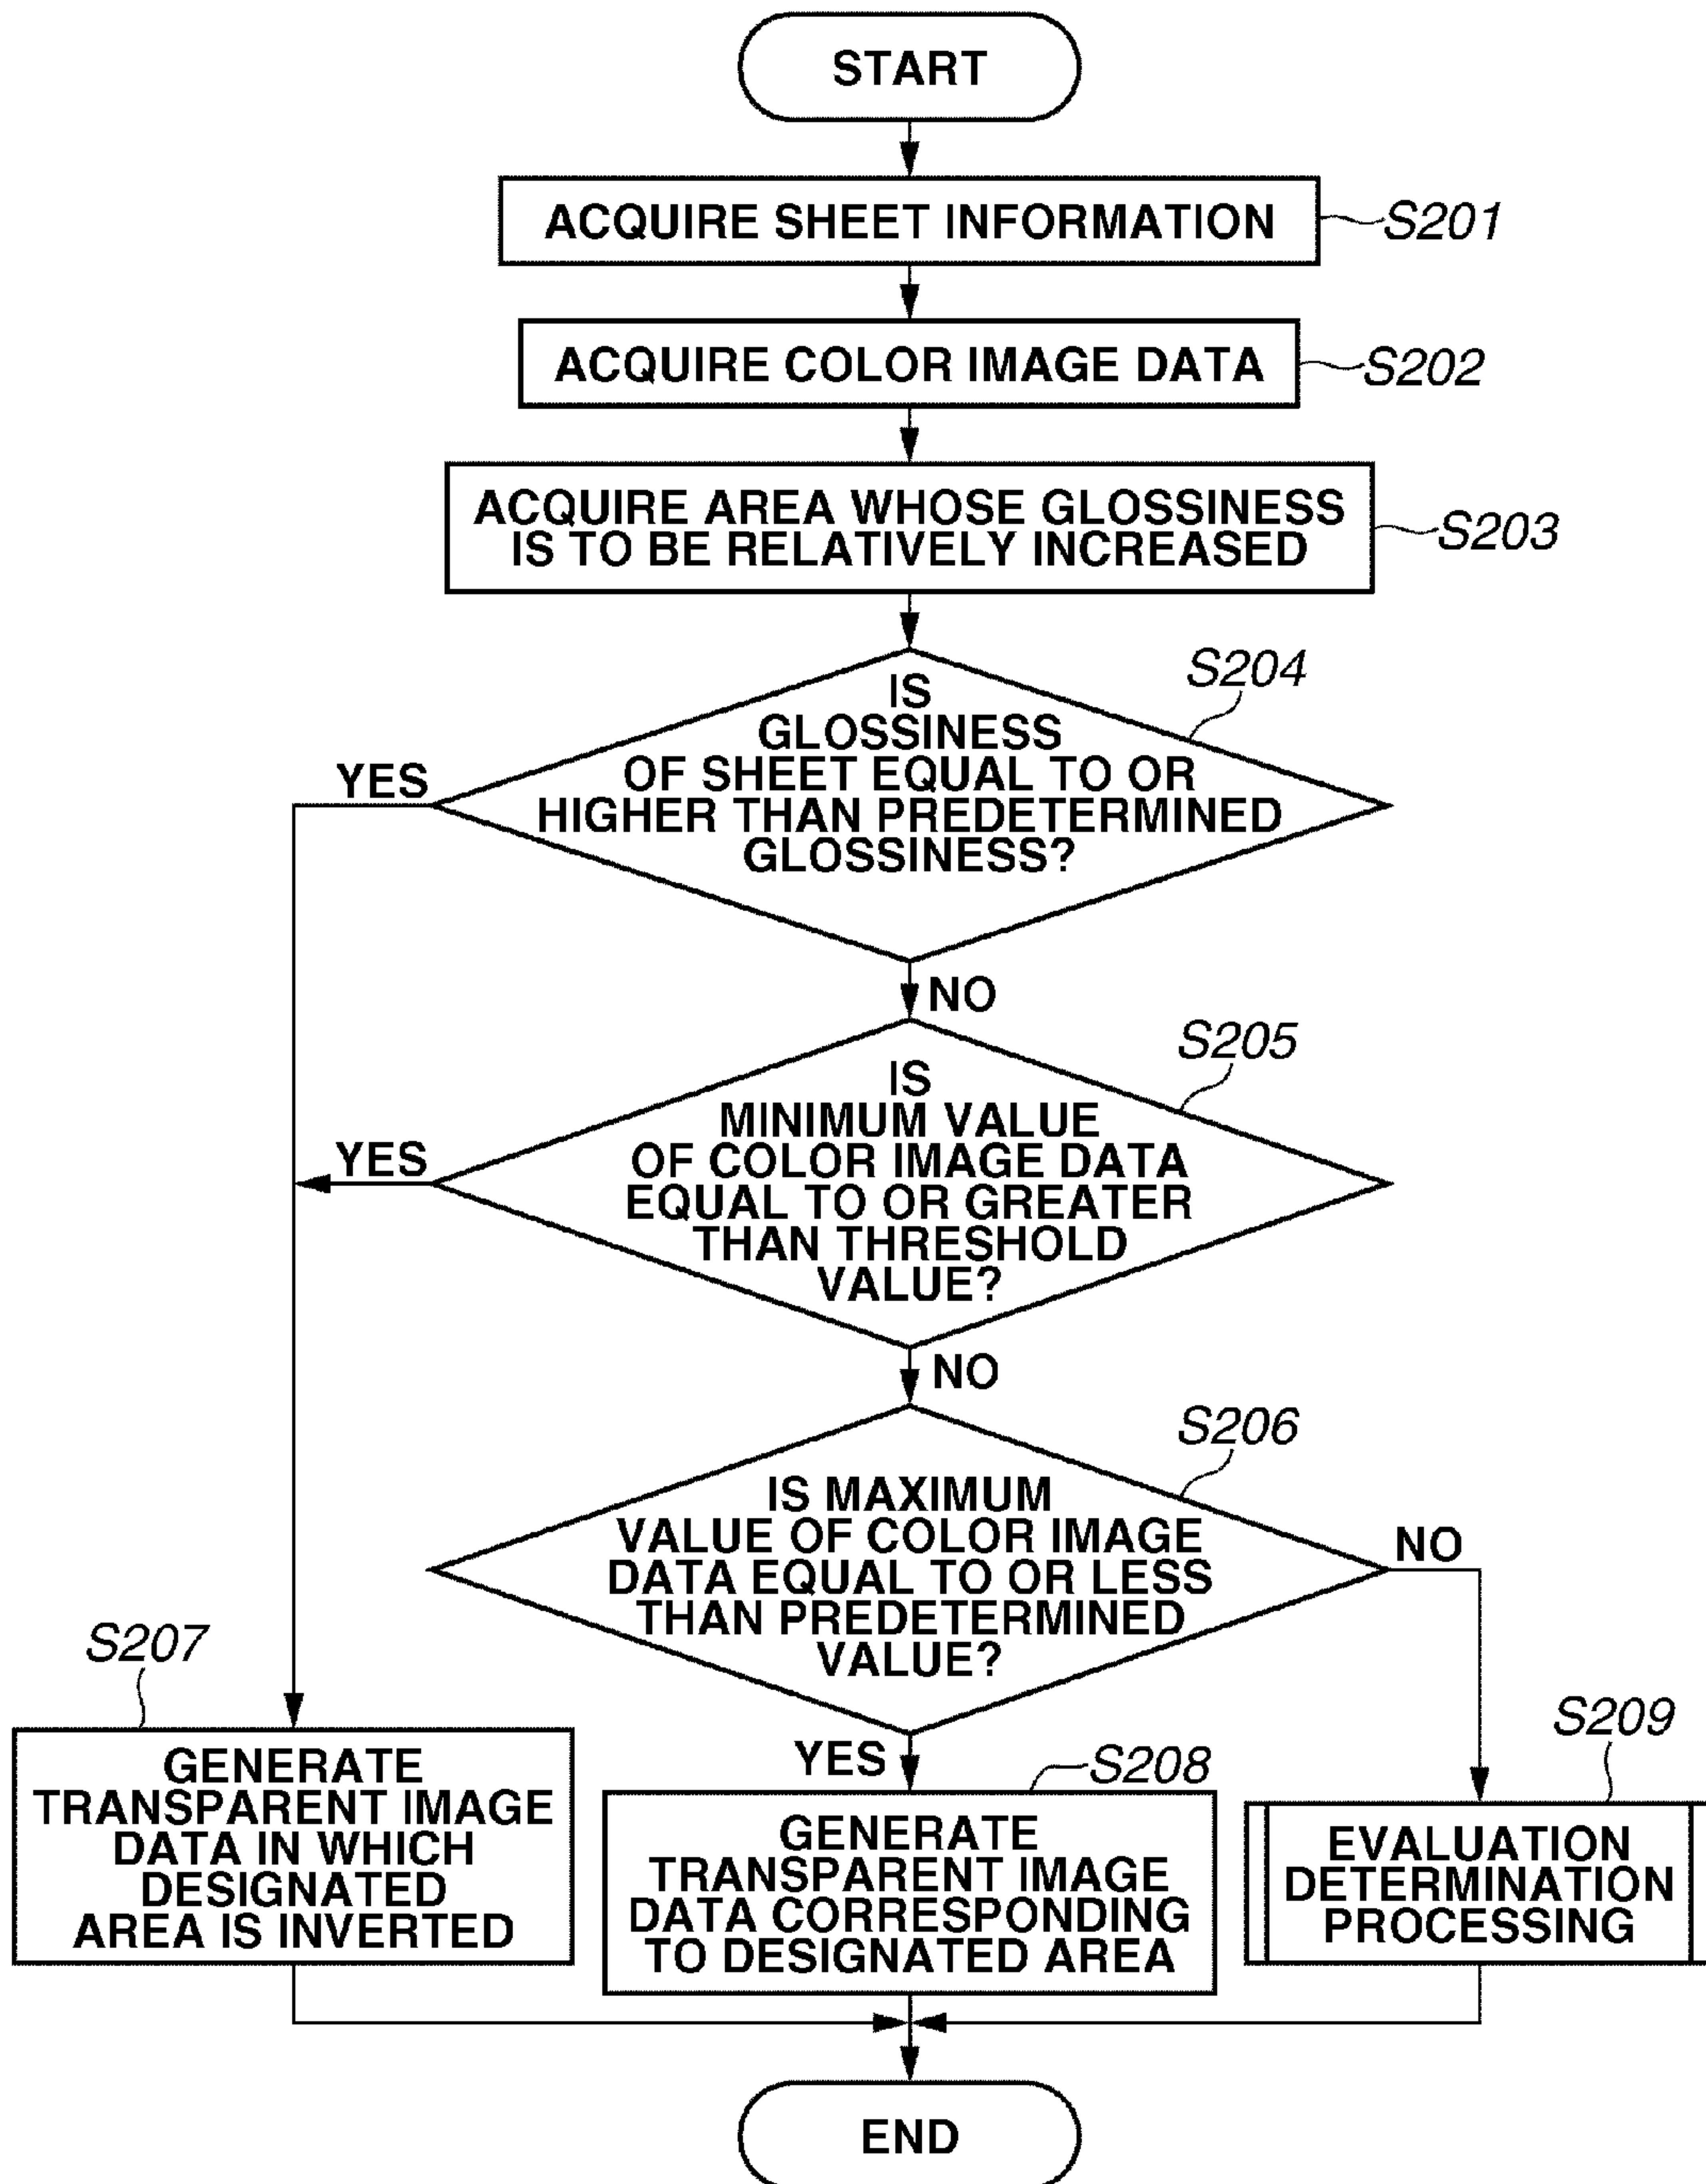 START
ACQUIRE SHEET INFORMATION
S201
ACQUIRE COLOR IMAGE DATA
S202
ACQUIRE AREA WHOSE GLOSSINESS
IS TO BE RELATIVELY INCREASED
S203
S204
IS
GLOSSINESS
OF SHEET EQUAL TO OR
HIGHER THAN PREDETERMINED
GLOSSINESS?
YES
NO
S205
IS
MINIMUM VALUE
OF COLOR IMAGE DATA
EQUAL TO OR GREATER
THAN THRESHOLD
VALUE?
YES
NO
S206
IS MAXIMUM
VALUE OF COLOR IMAGE
DATA EQUAL TO OR LESS
THAN PREDETERMINED
VALUE?
NO
YES
S207
GENERATE
TRANSPARENT IMAGE
DATA IN WHICH
DESIGNATED
AREA IS INVERTED
S208
GENERATE
TRANSPARENT IMAGE
DATA CORRESPONDING
TO DESIGNATED AREA
S209
EVALUATION
DETERMINATION
PROCESSING
END